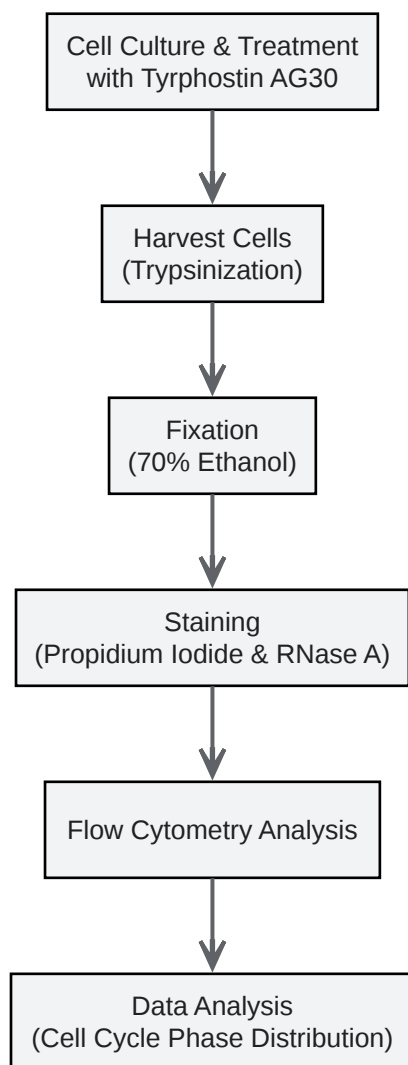 Cell Culture & Treatment
with Tyrphostin AG30
Harvest Cells
(Trypsinization)
Fixation
(70% Ethanol)
Staining
(Propidium Iodide & RNase A)
Flow Cytometry Analysis
Data Analysis
(Cell Cycle Phase Distribution)